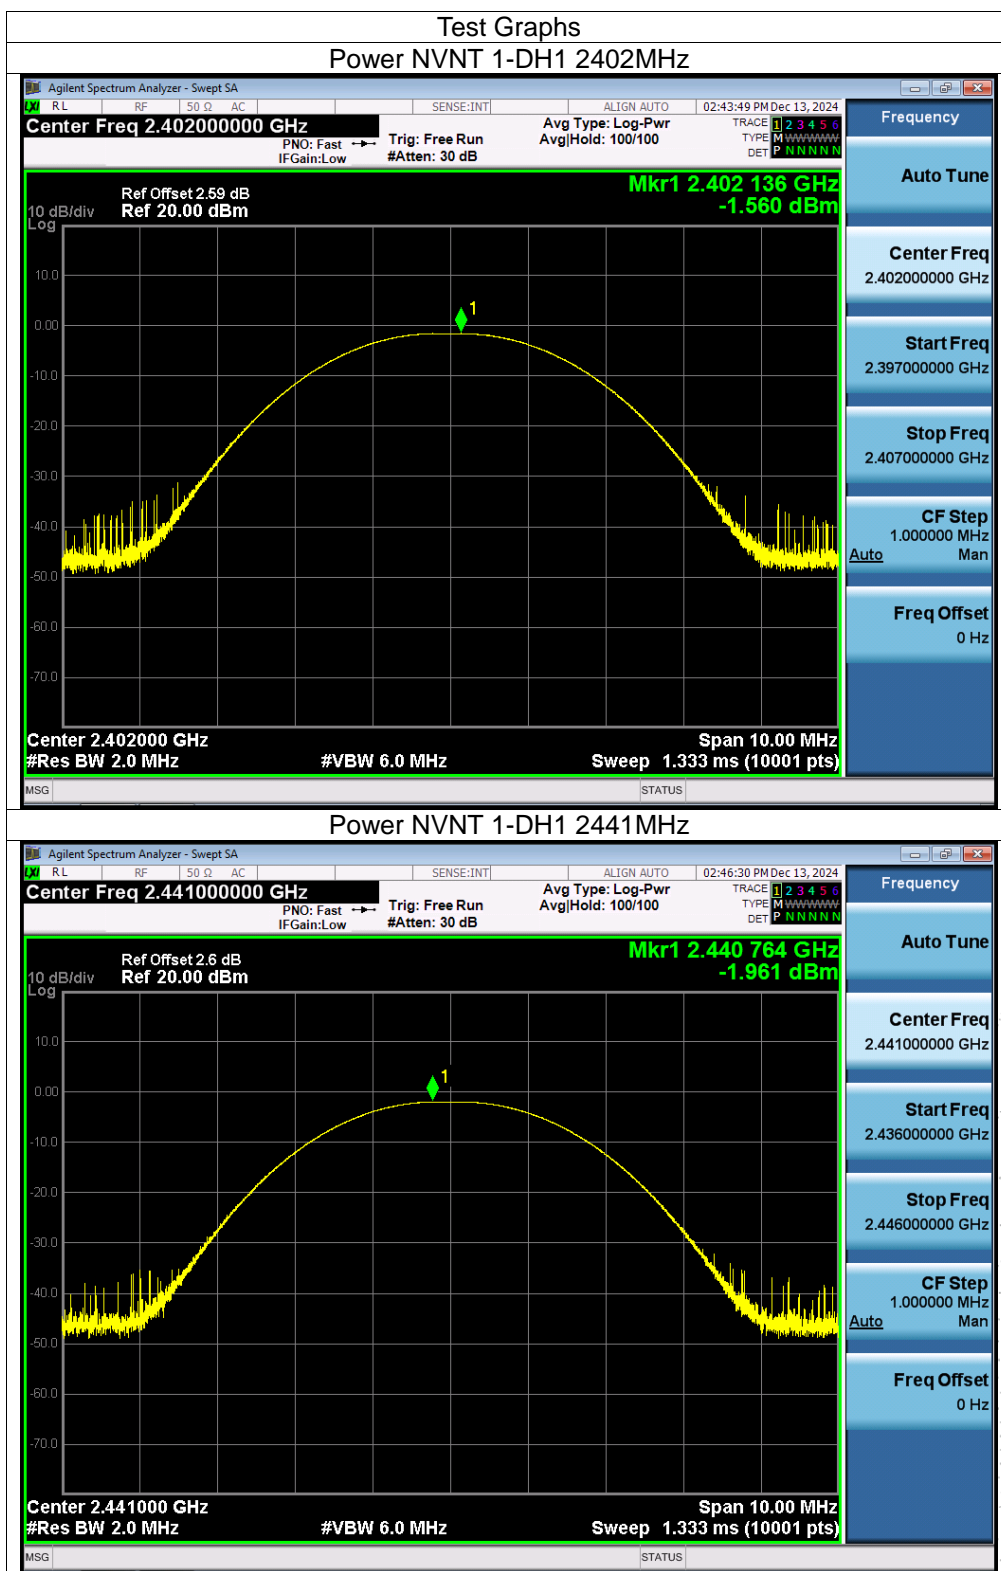 Test Graphs
Power NVNT 1-DH1 2402MHz
Agilent Spectrum Analyzer - Swept SA
LXI RL RF 50 Ω AC SENSE:INT ALIGN AUTO 02:43:49 PM Dec 13, 2024
Center Freq 2.402000000 GHz
PNO: Fast
IFGain:Low
Trig: Free Run
#Atten: 30 dB
Avg Type: Log-Pwr
Avg|Hold: 100/100
TRACE 1 2 3 4 5 6
TYPE M W W W W W
DET P N N N N N
Frequency
Auto Tune
Center Freq
2.402000000 GHz
Start Freq
2.397000000 GHz
Stop Freq
2.407000000 GHz
CF Step
1.000000 MHz
Auto Man
Freq Offset
0 Hz
Mkr1 2.402 136 GHz
-1.560 dBm
Ref Offset 2.59 dB
10 dB/div Ref 20.00 dBm
Log
10.0
1
0.00
-10.0
-20.0
-30.0
-40.0
-50.0
-60.0
-70.0
Center 2.402000 GHz Span 10.00 MHz
#Res BW 2.0 MHz #VBW 6.0 MHz Sweep 1.333 ms (10001 pts)
MSG STATUS
Power NVNT 1-DH1 2441MHz
Agilent Spectrum Analyzer - Swept SA
LXI RL RF 50 Ω AC SENSE:INT ALIGN AUTO 02:46:30 PM Dec 13, 2024
Center Freq 2.441000000 GHz
PNO: Fast
IFGain:Low
Trig: Free Run
#Atten: 30 dB
Avg Type: Log-Pwr
Avg|Hold: 100/100
TRACE 1 2 3 4 5 6
TYPE M W W W W W
DET P N N N N N
Frequency
Auto Tune
Center Freq
2.441000000 GHz
Start Freq
2.436000000 GHz
Stop Freq
2.446000000 GHz
CF Step
1.000000 MHz
Auto Man
Freq Offset
0 Hz
Mkr1 2.440 764 GHz
-1.961 dBm
Ref Offset 2.6 dB
10 dB/div Ref 20.00 dBm
Log
10.0
1
0.00
-10.0
-20.0
-30.0
-40.0
-50.0
-60.0
-70.0
Center 2.441000 GHz Span 10.00 MHz
#Res BW 2.0 MHz #VBW 6.0 MHz Sweep 1.333 ms (10001 pts)
MSG STATUS